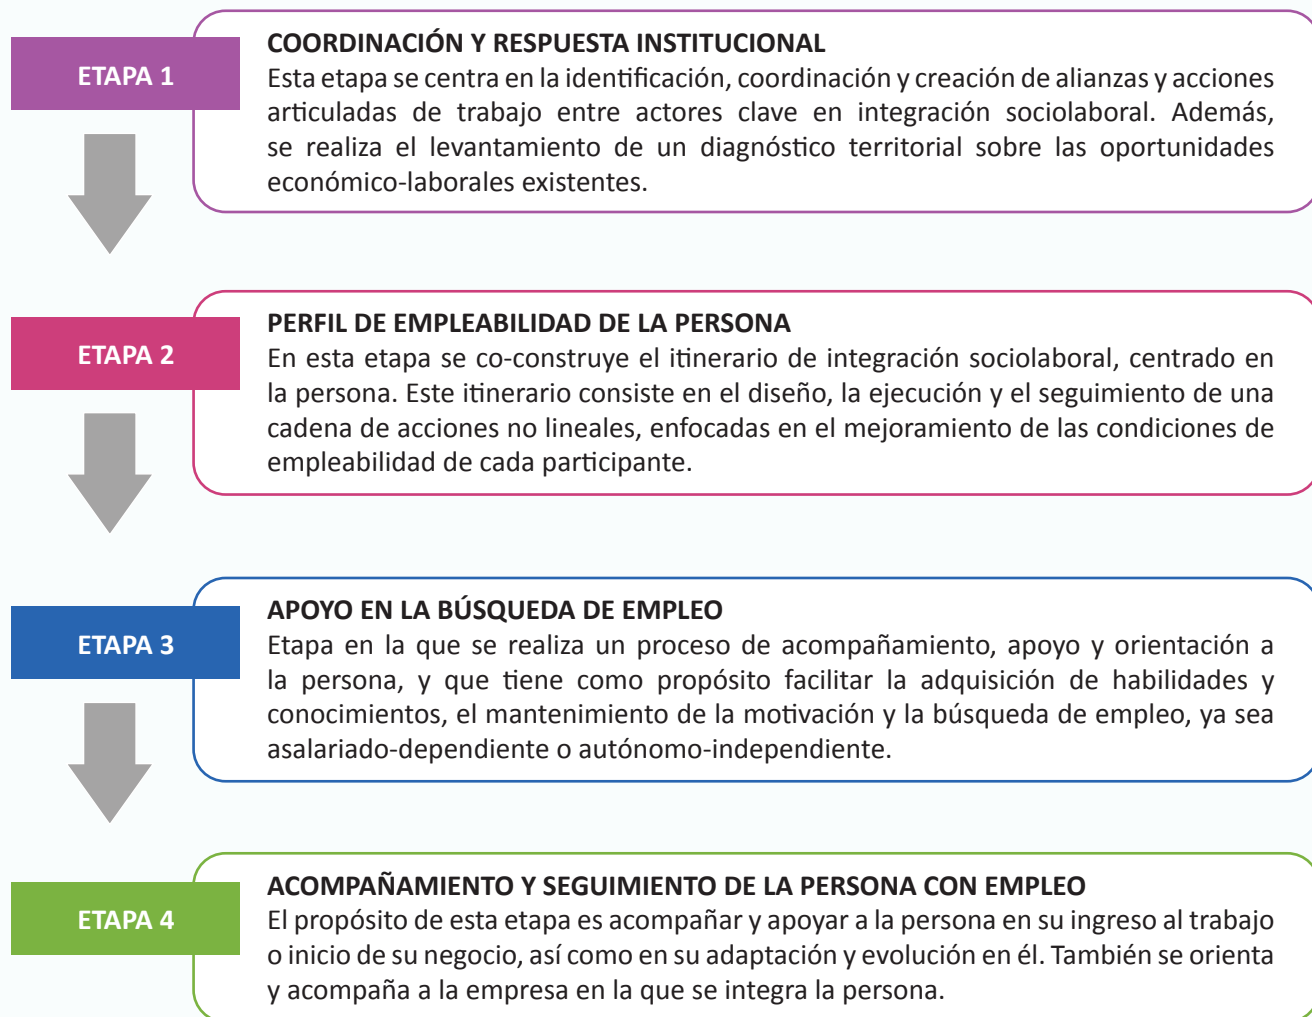 COORDINACIÓN Y RESPUESTA INSTITUCIONAL
ETAPA 1
Esta etapa se centra en la identificación, coordinación y creación de alianzas y acciones
articuladas de trabajo entre actores clave en integración sociolaboral. Además,
se realiza el levantamiento de un diagnóstico territorial sobre las oportunidades
económico-laborales existentes.
PERFIL DE EMPLEABILIDAD DE LA PERSONA
ETAPA 2
En esta etapa se co-construye el itinerario de integración sociolaboral, centrado en
la persona. Este itinerario consiste en el diseño, la ejecución y el seguimiento de una
cadena de acciones no lineales, enfocadas en el mejoramiento de las condiciones de
empleabilidad de cada participante.
APOYO EN LA BÚSQUEDA DE EMPLEO
ETAPA 3
Etapa en la que se realiza un proceso de acompañamiento, apoyo y orientación a
la persona, y que tiene como propósito facilitar la adquisición de habilidades y
conocimientos, el mantenimiento de la motivación y la búsqueda de empleo, ya sea
asalariado-dependiente o autónomo-independiente.
ACOMPAÑAMIENTO Y SEGUIMIENTO DE LA PERSONA CON EMPLEO
ETAPA 4
El propósito de esta etapa es acompañar y apoyar a la persona en su ingreso al trabajo
o inicio de su negocio, así como en su adaptación y evolución en él. También se orienta
y acompaña a la empresa en la que se integra la persona.